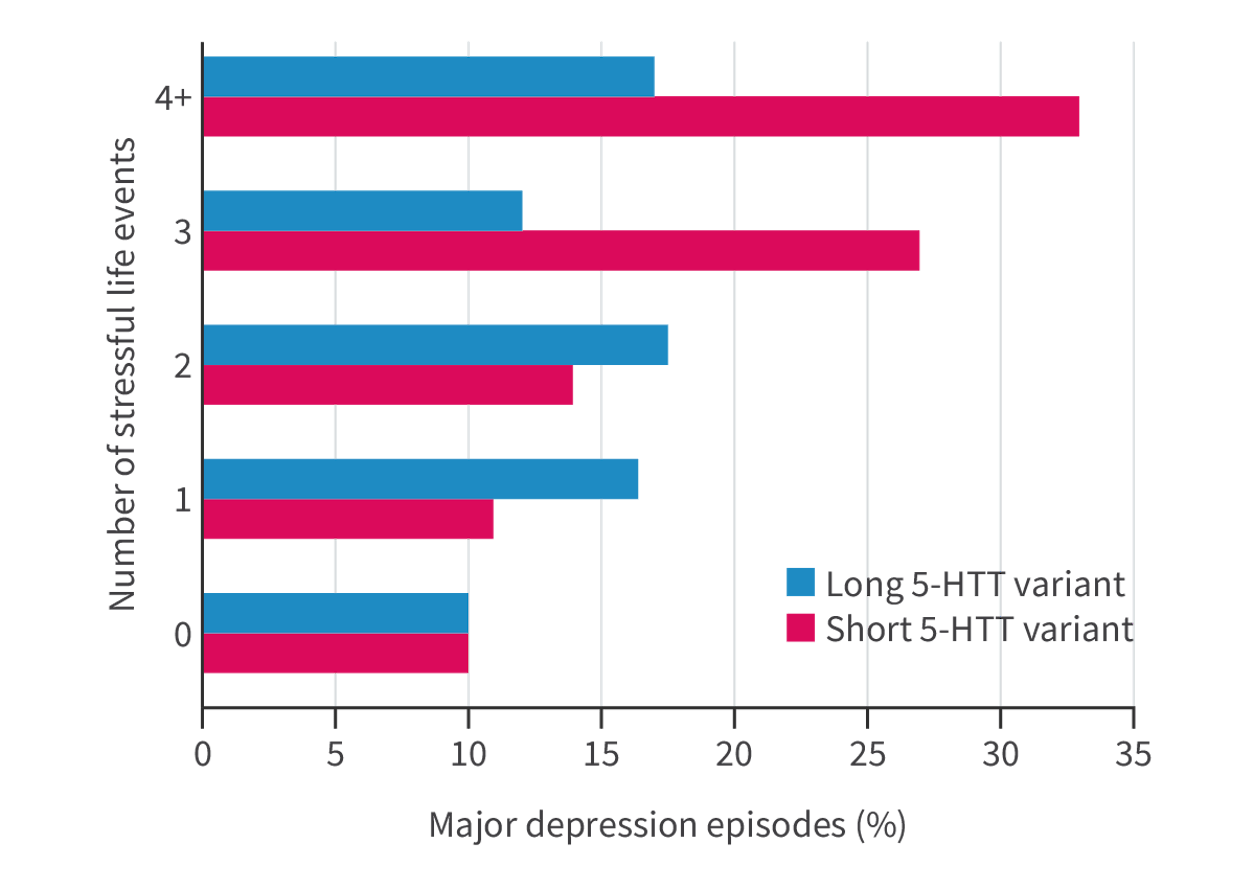 Number of stressful life events
4+
3
2
1
0
Long 5-HTT variant
Short 5-HTT variant
0 5 10 15 20 25 30 35
Major depression episodes (%)